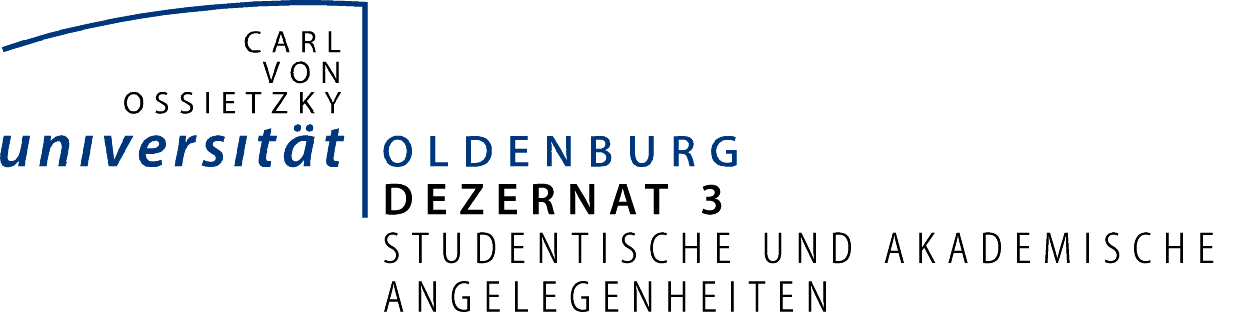 CARL
VON
OSSIETZKY
universität
OLDENBURG
DEZERNAT 3
STUDENTISCHE UND AKADEMISCHE
ANGELEGENHEITEN